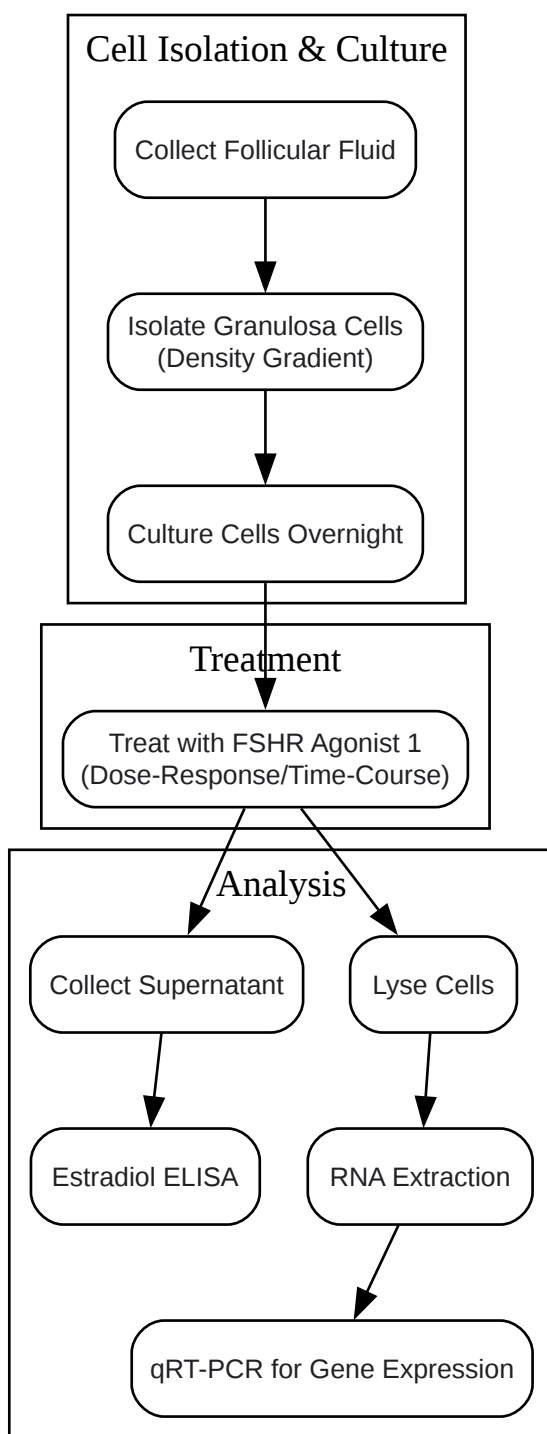 Cell Isolation & Culture
Collect Follicular Fluid
Isolate Granulosa Cells
(Density Gradient)
Culture Cells Overnight
Treatment
Treat with FSHR Agonist 1
(Dose-Response/Time-Course)
Analysis
Collect Supernatant
Lyse Cells
Estradiol ELISA
RNA Extraction
qRT-PCR for Gene Expression